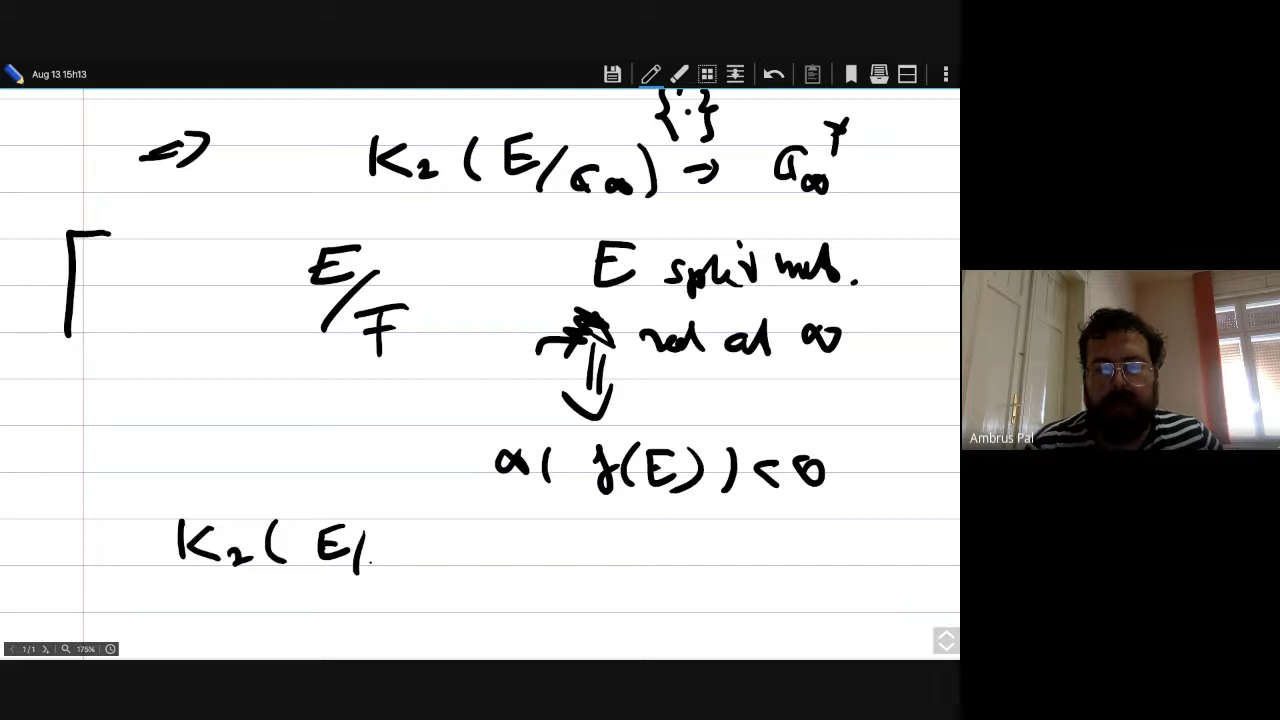 Aug 13 15h13
{·}
=> K₂ ( E/ℂ∞ ) → ℂ∞*
E/F E split mult.
red at ∞
⇓
∞( j(E) ) < 0
K₂ ( E/
1/1 175%
Ambrus Pal